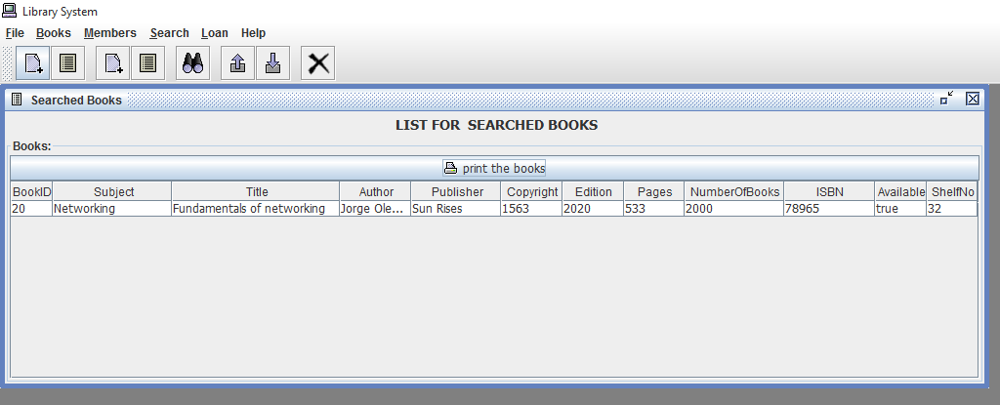 Library System
File Books Members Search Loan Help
Searched Books
LIST FOR SEARCHED BOOKS
Books:
print the books
BookID Subject Title Author Publisher Copyright Edition Pages NumberOfBooks ISBN Available ShelfNo
20 Networking Fundamentals of networking Jorge Ole... Sun Rises 1563 2020 533 2000 78965 true 32